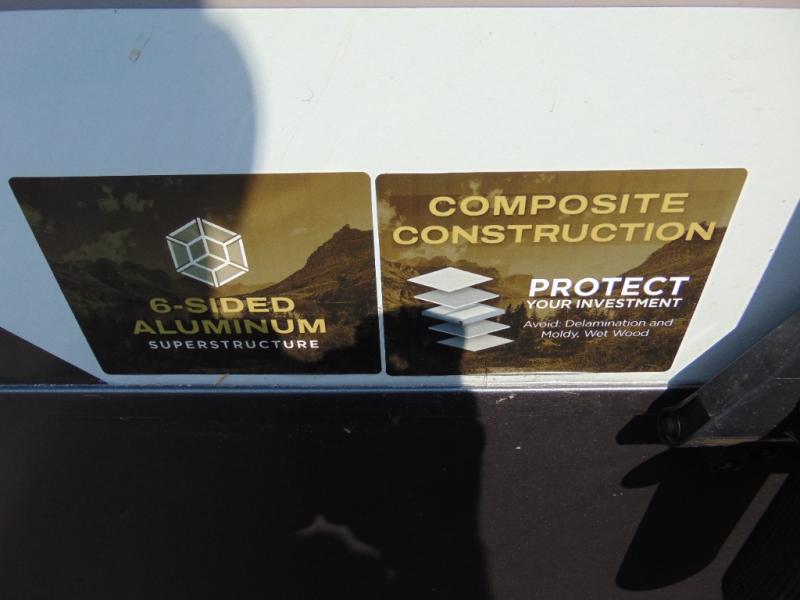 6-SIDED
ALUMINUM
SUPERSTRUCTURE
COMPOSITE
CONSTRUCTION
PROTECT
YOUR INVESTMENT
Avoid: Delamination and
Moldy, Wet Wood